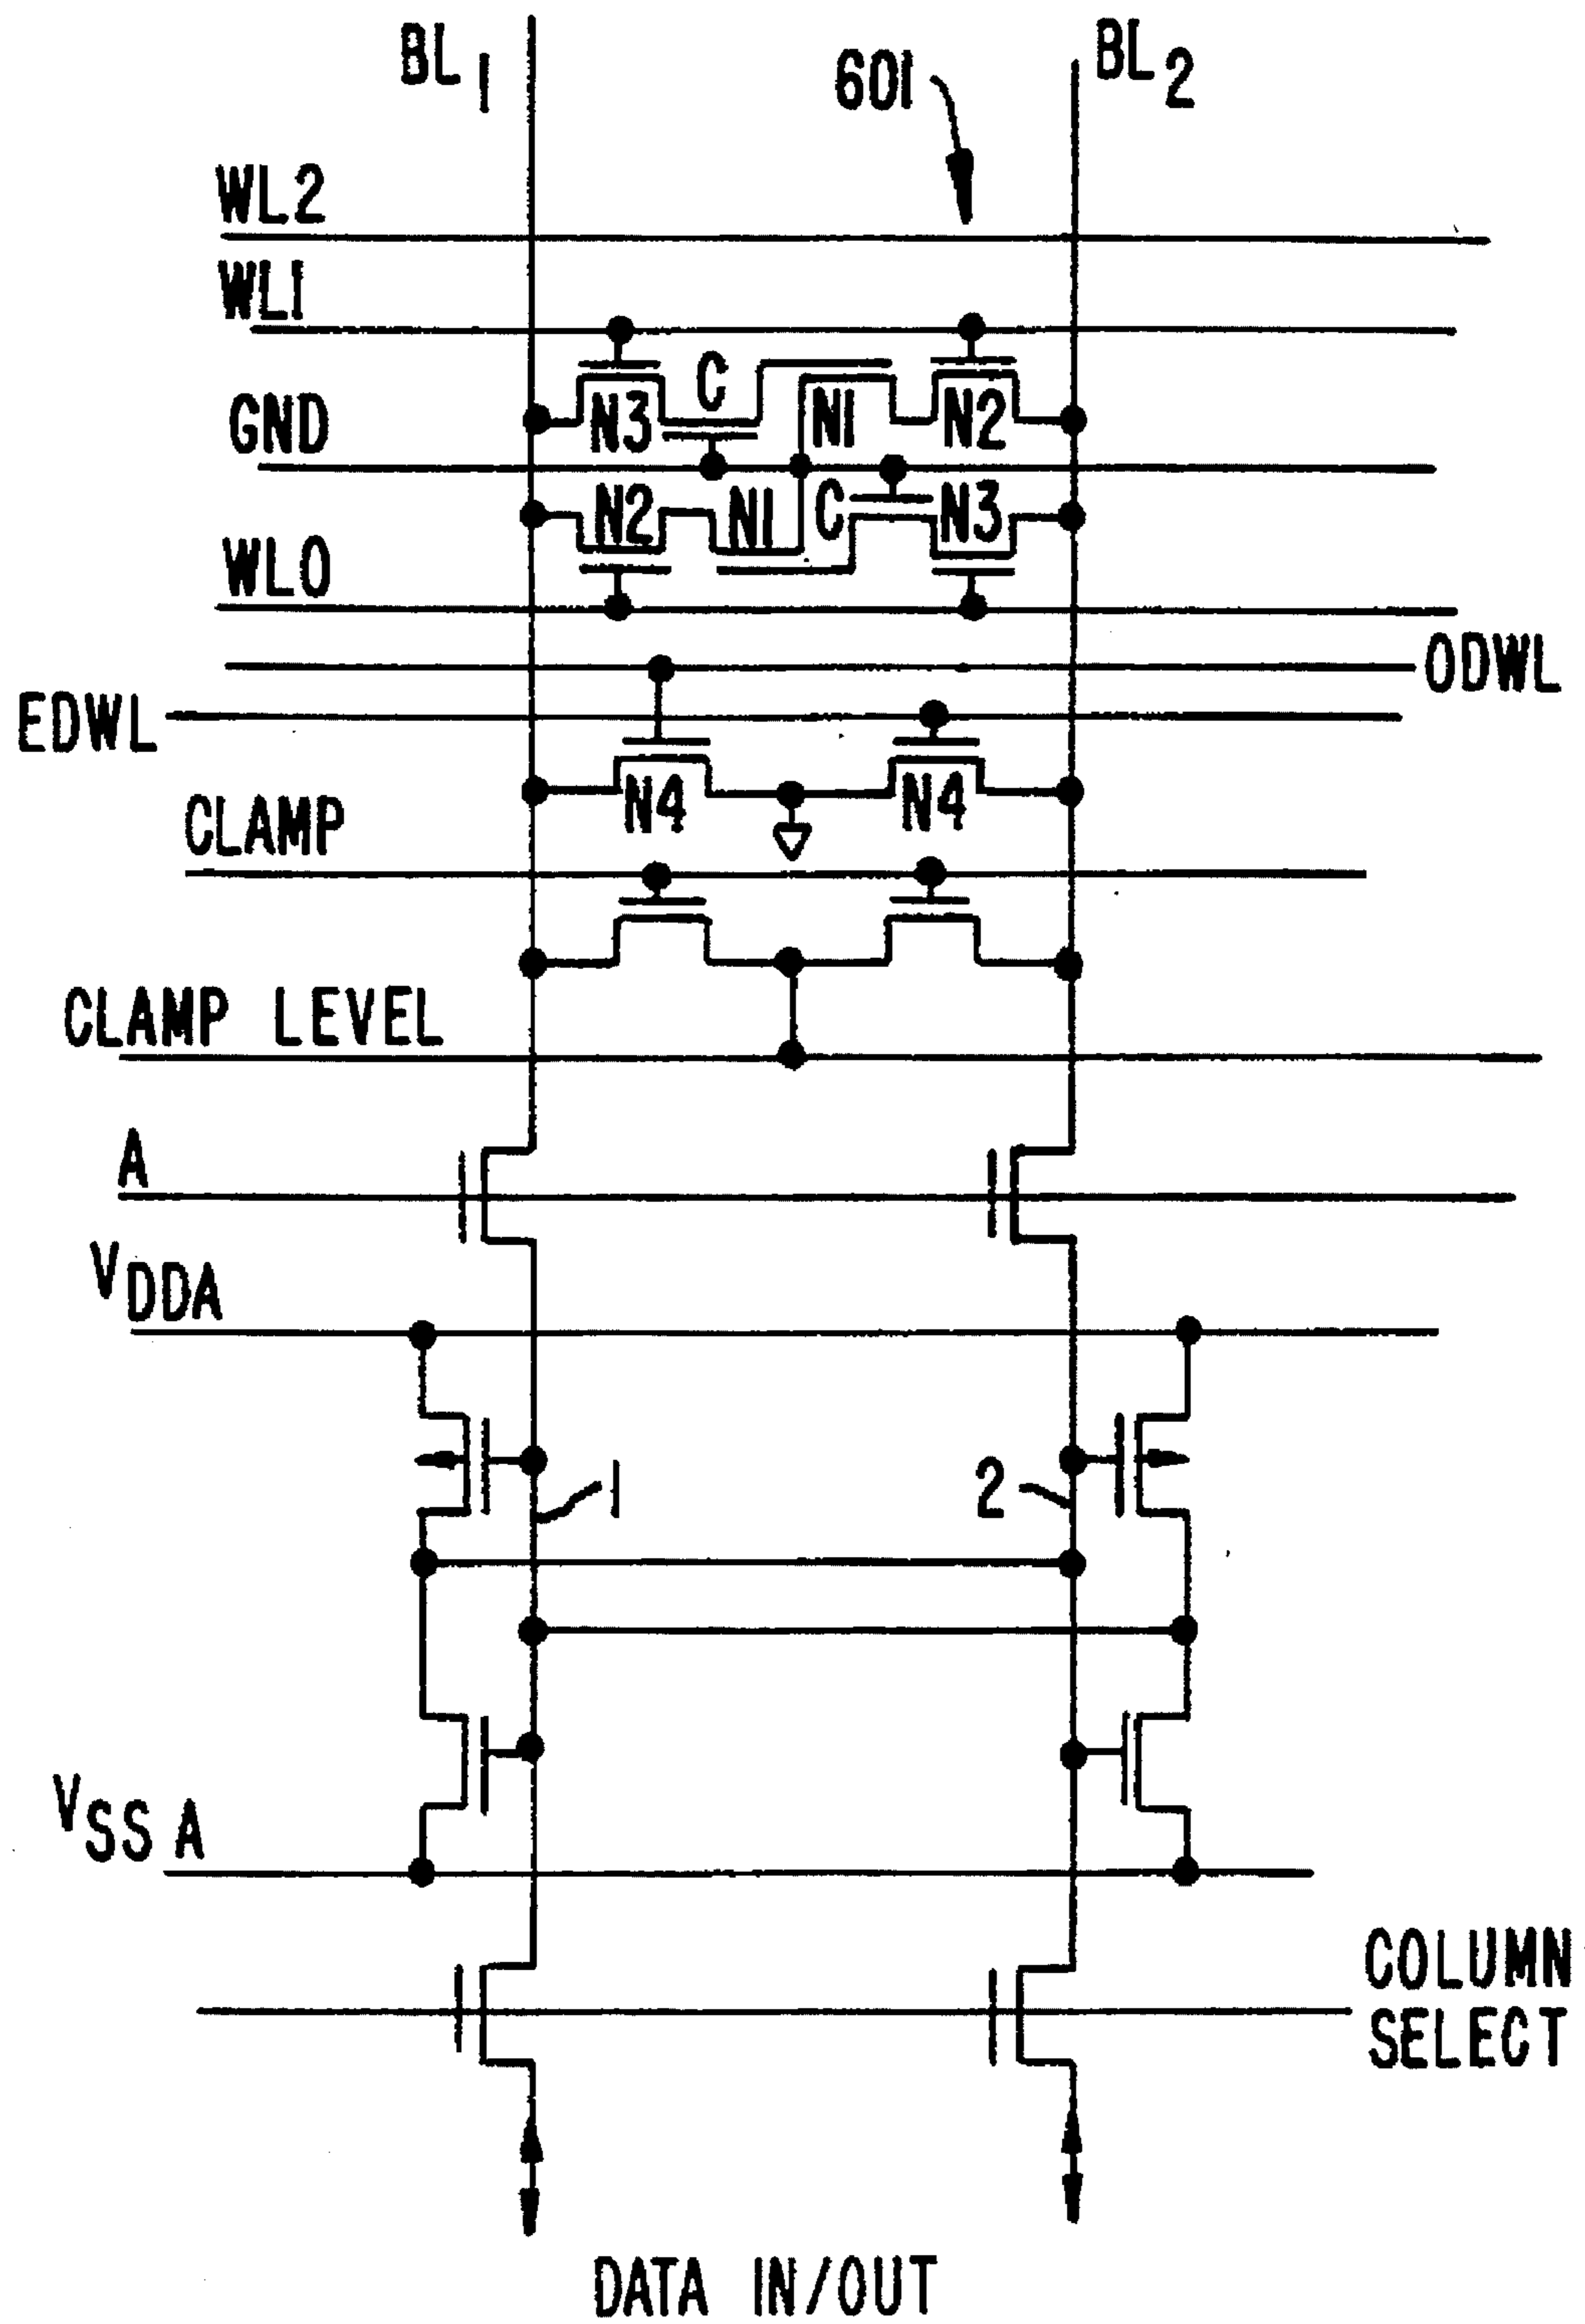 BL1
601
BL2
WL2
WL1
C
N3
N1
N2
GND
N2
N1
C
N3
WL0
ODWL
EDWL
N4
N4
CLAMP
CLAMP LEVEL
A
VDDA
1
2
VSSA
COLUMN
SELECT
DATA IN/OUT